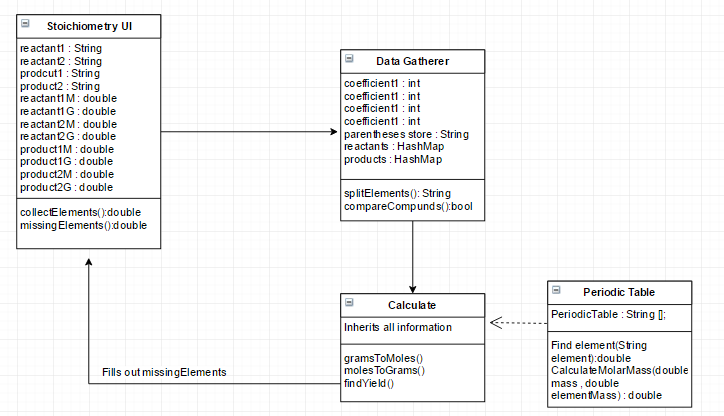 Stoichiometry UI
reactant1 : String
reactant2 : String
prodcut1 : String
product2 : String
reactant1M : double
reactant1G : double
reactant2M : double
reactant2G : double
product1M : double
product1G : double
product2M : double
product2G : double
collectElements():double
missingElements():double
Data Gatherer
coefficient1 : int
coefficient1 : int
coefficient1 : int
coefficient1 : int
parentheses store : String
reactants : HashMap
products : HashMap
splitElements(): String
compareCompunds():bool
Calculate
Inherits all information
gramsToMoles()
molesToGrams()
findYield()
Periodic Table
PeriodicTable : String [];
Find element(String
element):double
CalculateMolarMass(double
mass , double
elementMass) : double
Fills out missingElements